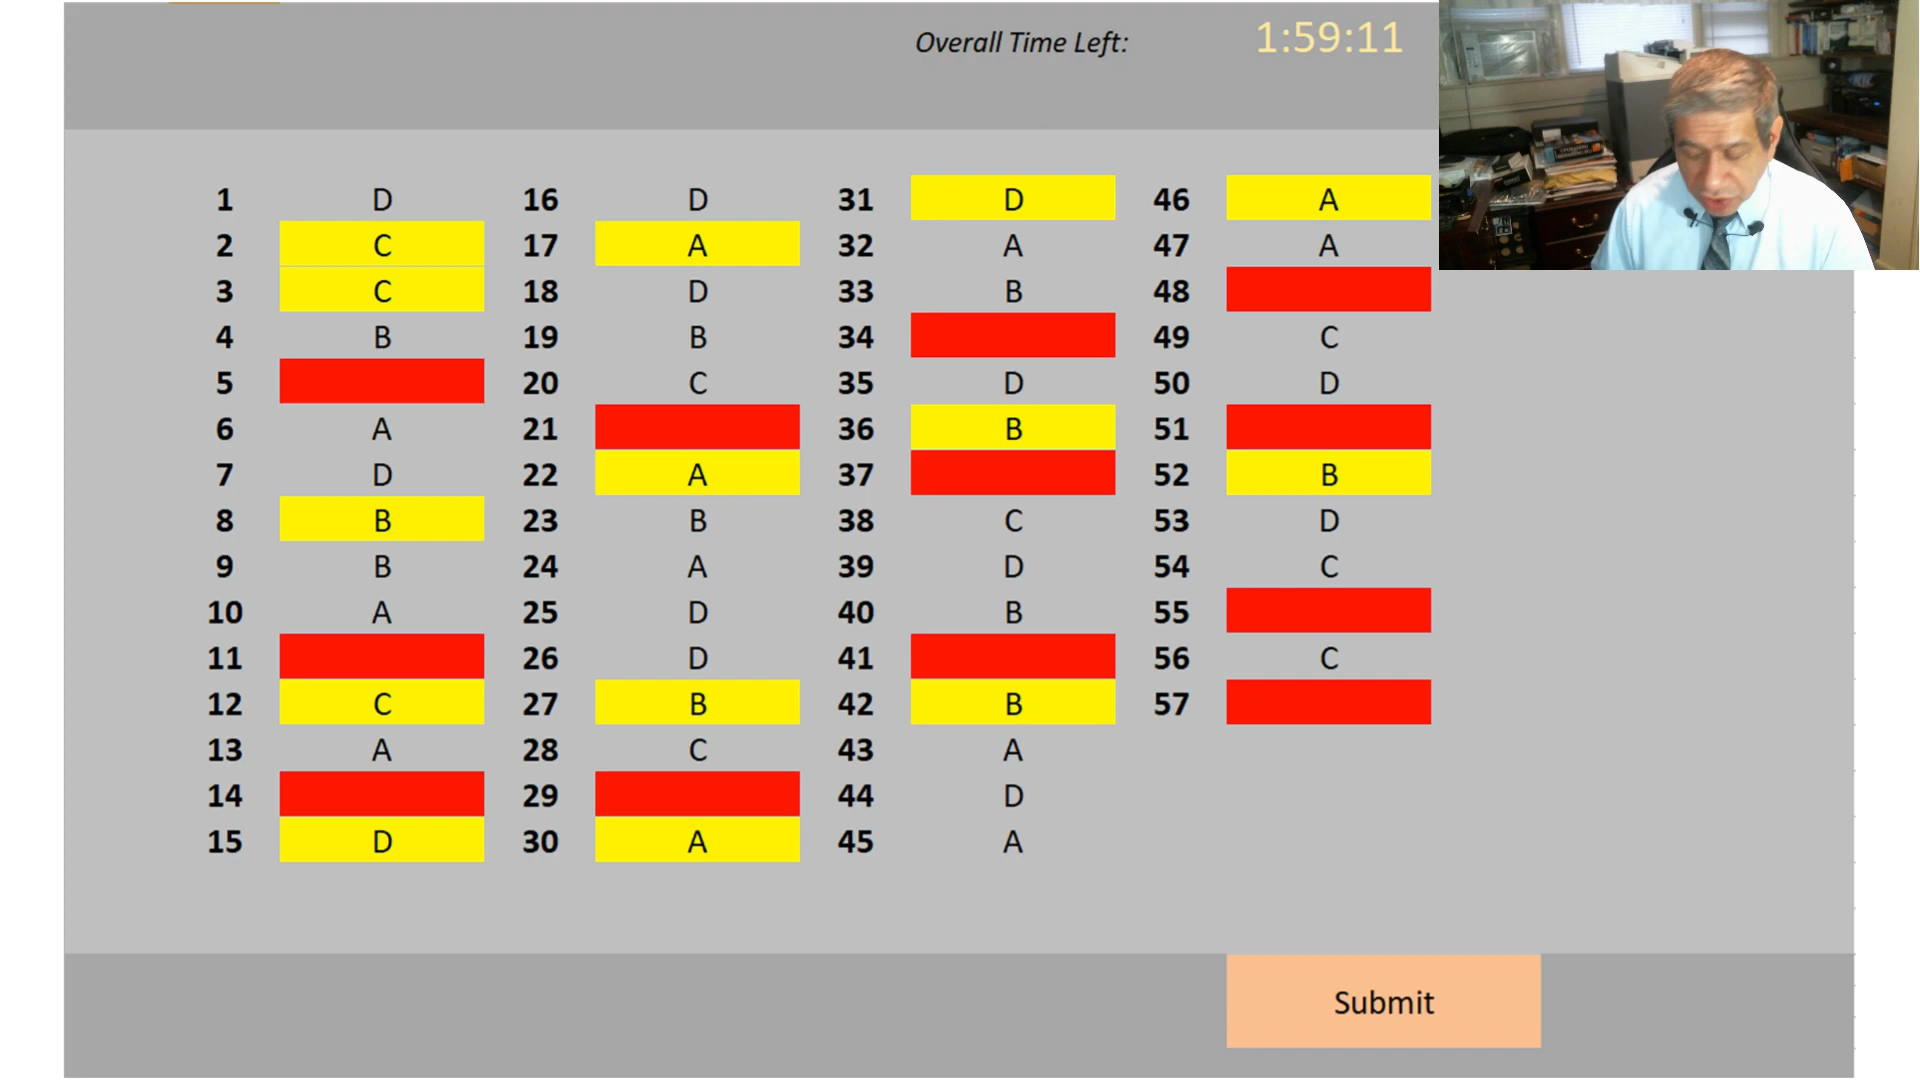 Overall Time Left: 1:59:11
1 D 16 D 31 D 46 A
2 C 17 A 32 A 47 A
3 C 18 D 33 B 48
4 B 19 B 34 49 C
5 20 C 35 D 50 D
6 A 21 36 B 51
7 D 22 A 37 52 B
8 B 23 B 38 C 53 D
9 B 24 A 39 D 54 C
10 A 25 D 40 B 55
11 26 D 41 56 C
12 C 27 B 42 B 57
13 A 28 C 43 A
14 29 44 D
15 D 30 A 45 A
Submit